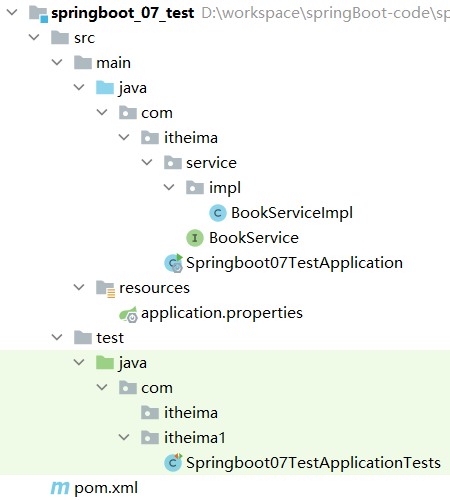 springboot_07_test D:\workspace\springBoot-code\sp
src
main
java
com
itheima
service
impl
C BookServiceImpl
I BookService
Springboot07TestApplication
resources
application.properties
test
java
com
itheima
itheima1
Springboot07TestApplicationTests
m pom.xml